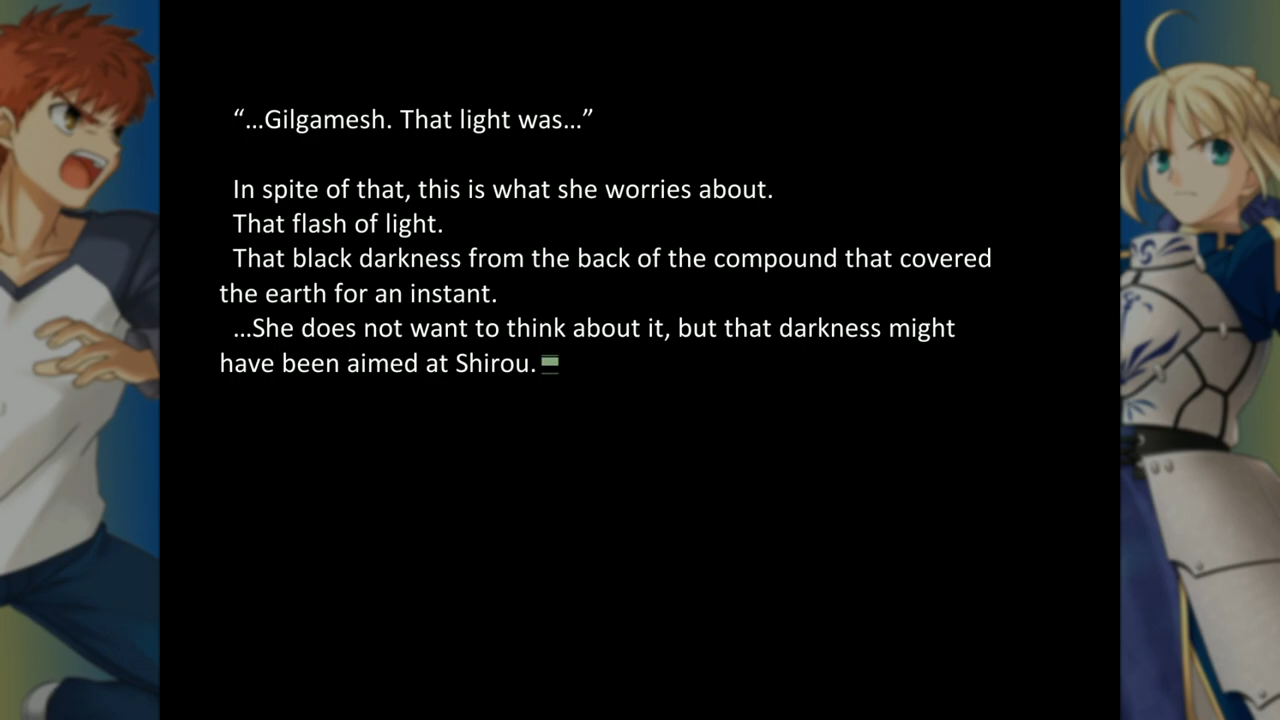 “…Gilgamesh. That light was…”
In spite of that, this is what she worries about.
That flash of light.
That black darkness from the back of the compound that covered
the earth for an instant.
…She does not want to think about it, but that darkness might
have been aimed at Shirou.